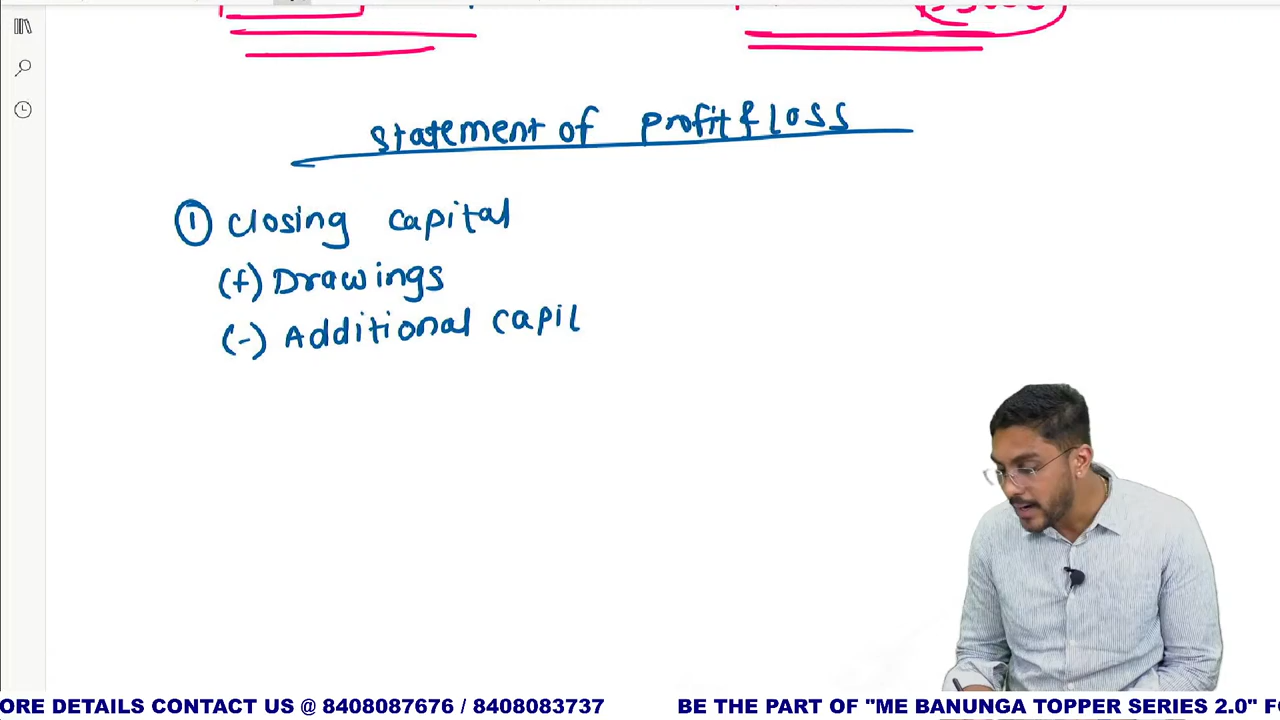 statement of profit & loss
① closing capital
(+) Drawings
(-) Additional capil
ORE DETAILS CONTACT US @ 8408087676 / 8408083737 BE THE PART OF "ME BANUNGA TOPPER SERIES 2.0" FO